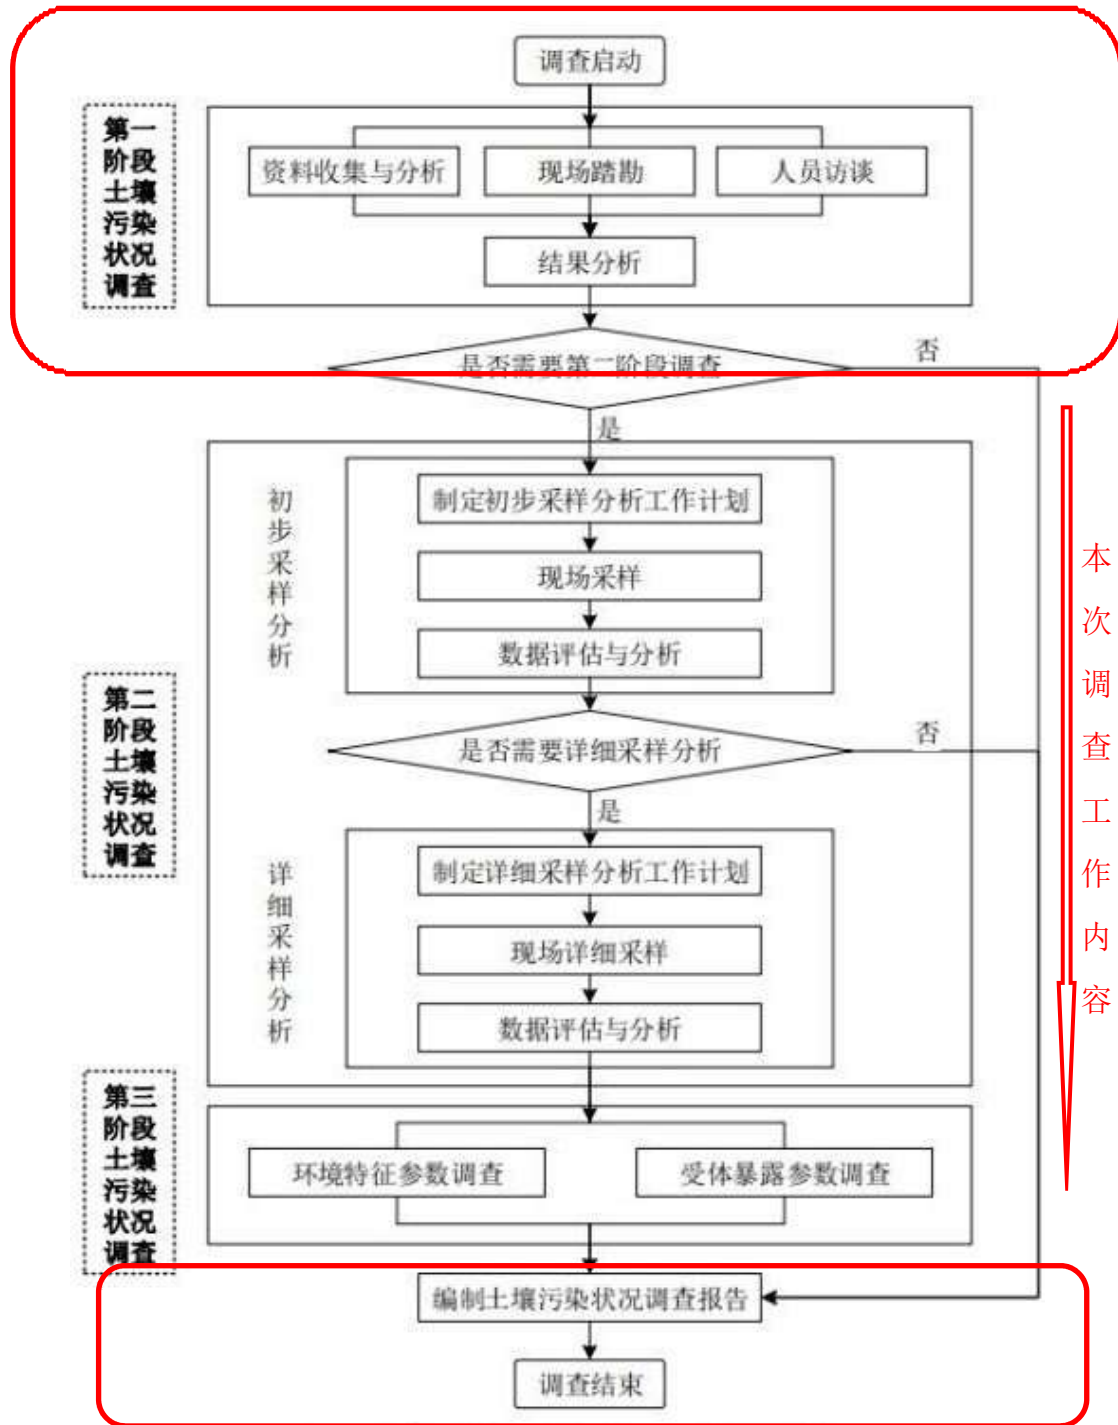 调查启动
第一
阶段
土壤
污染
状况
调查
资料收集与分析
现场踏勘
人员访谈
结果分析
是否需要第二阶段调查
否
是
初
步
采
样
分
析
制定初步采样分析工作计划
现场采样
数据评估与分析
第二
阶段
土壤
污染
状况
调查
是否需要详细采样分析
否
是
详
细
采
样
分
析
制定详细采样分析工作计划
现场详细采样
数据评估与分析
本
次
调
查
工
作
内
容
第三
阶段
土壤
污染
状况
调查
环境特征参数调查
受体暴露参数调查
编制土壤污染状况调查报告
调查结束